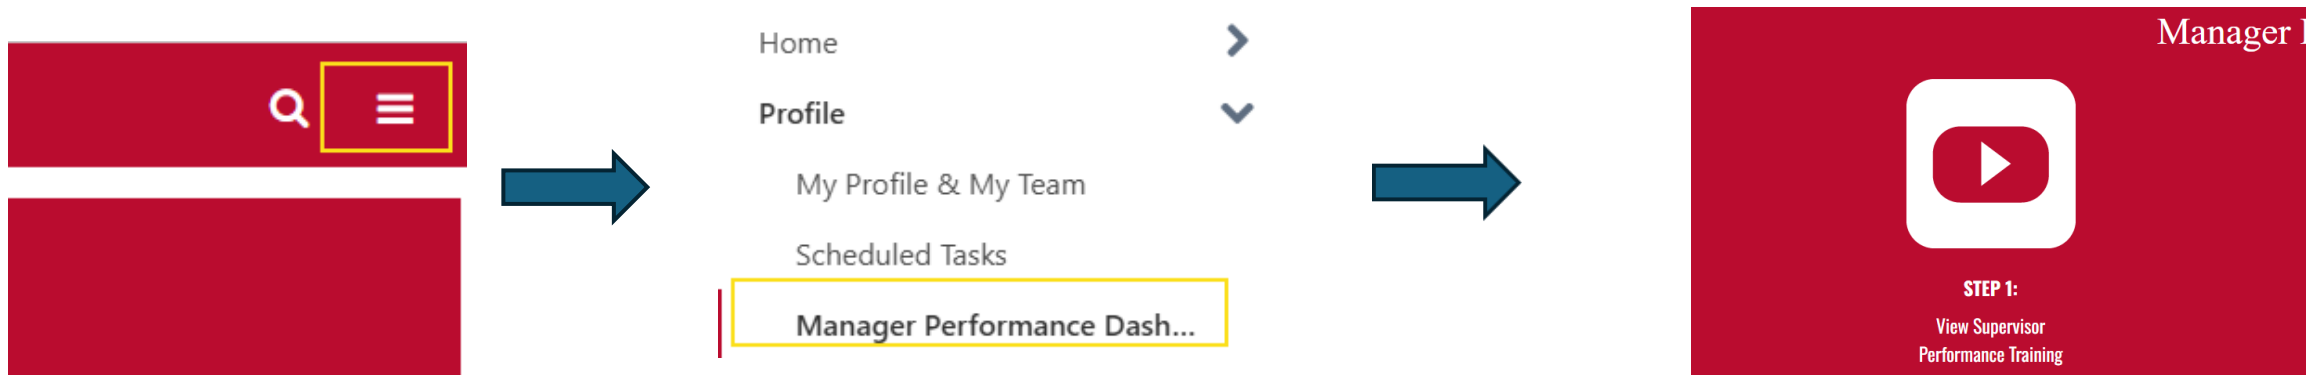 Home
Profile
My Profile & My Team
Scheduled Tasks
Manager Performance Dash...
Manager
STEP 1:
View Supervisor
Performance Training